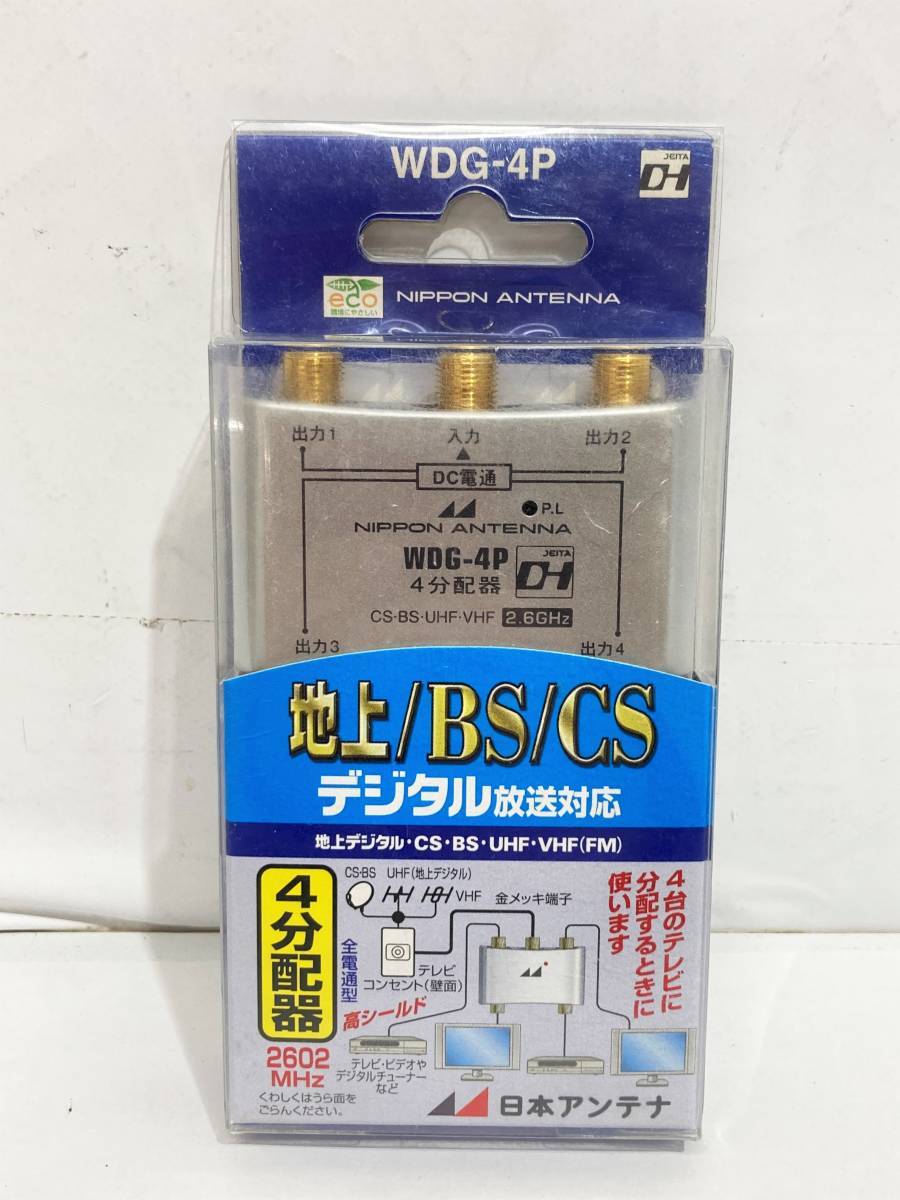 WDG-4P
JEITA
DH
eco
環境にやさしい
NIPPON ANTENNA
出力1
入力
出力2
DC電通
P.L
NIPPON ANTENNA
WDG-4P
JEITA
DH
4分配器
CS・BS・UHF・VHF 2.6GHz
出力3
出力4
地上/BS/CS
デジタル放送対応
地上デジタル・CS・BS・UHF・VHF(FM)
4分配器
全電通型
2602
MHz
くわしくはうら面を
ごらんください。
CS・BS
UHF(地上デジタル)
VHF
金メッキ端子
テレビ
コンセント(壁面)
高シールド
テレビ・ビデオや
デジタルチューナー
など
4台のテレビに
分配するときに
使います
日本アンテナ